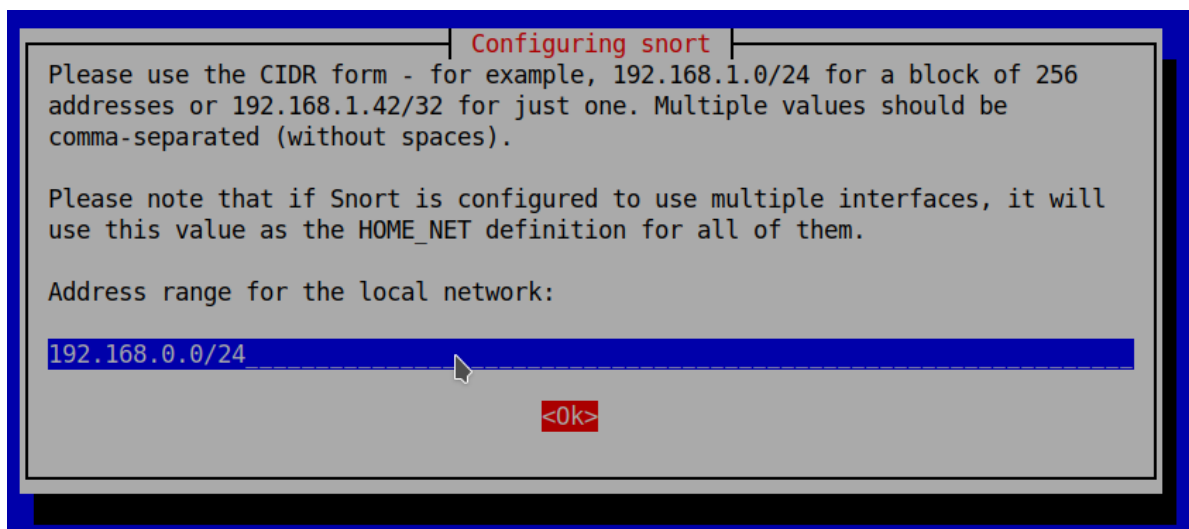 Configuring snort
Please use the CIDR form - for example, 192.168.1.0/24 for a block of 256
addresses or 192.168.1.42/32 for just one. Multiple values should be
comma-separated (without spaces).
Please note that if Snort is configured to use multiple interfaces, it will
use this value as the HOME_NET definition for all of them.
Address range for the local network:
192.168.0.0/24
<Ok>